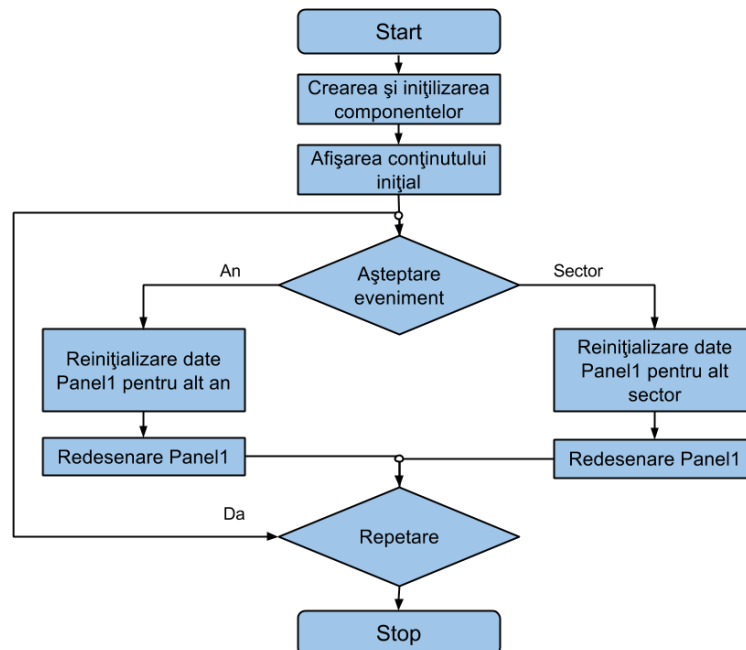 Start
Crearea şi iniţilizarea
componentelor
Afişarea conţinutului
iniţial
An
Aşteptare
eveniment
Sector
Reiniţializare date
Panel1 pentru alt an
Reiniţializare date
Panel1 pentru alt
sector
Redesenare Panel1
Redesenare Panel1
Da
Repetare
Stop